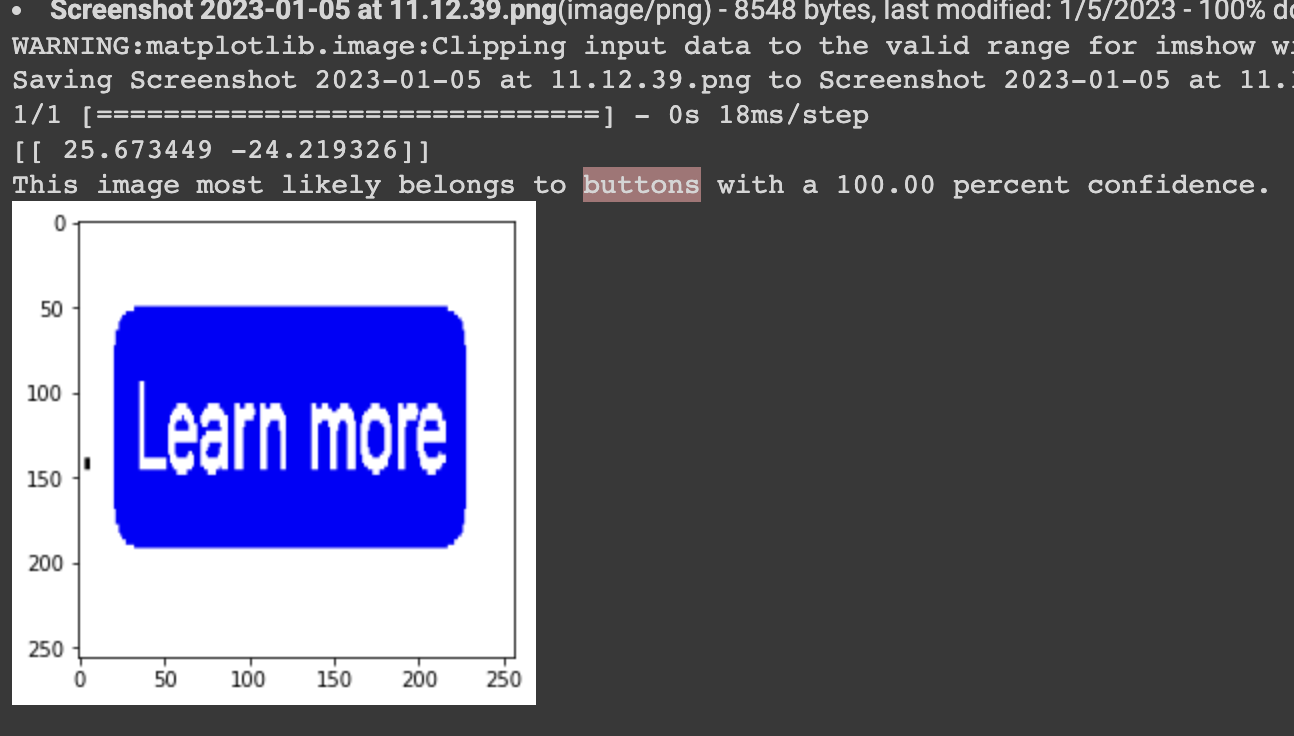 • Screenshot 2023-01-05 at 11.12.39.png(image/png) - 8548 bytes, last modified: 1/5/2023 - 100%
WARNING:matplotlib.image:Clipping input data to the valid range for imshow
Saving Screenshot 2023-01-05 at 11.12.39.png to Screenshot 2023-01-05 at
1/1 [==============================] - 0s 18ms/step
[[ 25.673449 -24.219326]]
This image most likely belongs to buttons with a 100.00 percent confidence.
0
50
100
150
200
250
Learn more
0 50 100 150 200 250